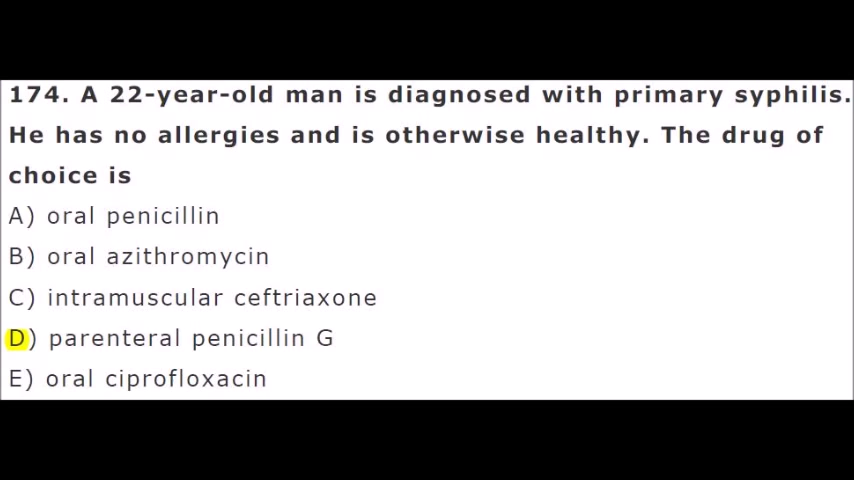 174. A 22-year-old man is diagnosed with primary syphilis.
He has no allergies and is otherwise healthy. The drug of
choice is
A) oral penicillin
B) oral azithromycin
C) intramuscular ceftriaxone
D) parenteral penicillin G
E) oral ciprofloxacin